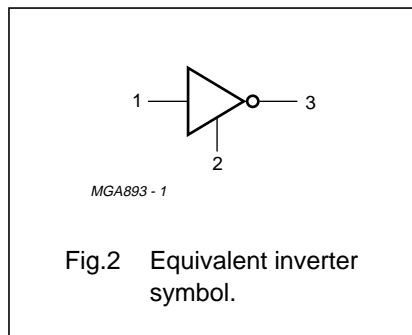 1
3
2
MGA893 - 1
Fig.2 Equivalent inverter
symbol.